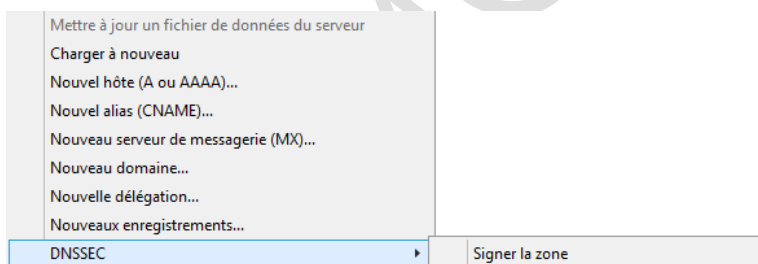 Mettre à jour un fichier de données du serveur
Charger à nouveau
Nouvel hôte (A ou AAAA)...
Nouvel alias (CNAME)...
Nouveau serveur de messagerie (MX)...
Nouveau domaine...
Nouvelle délégation...
Nouveaux enregistrements...
DNSSEC
Signer la zone